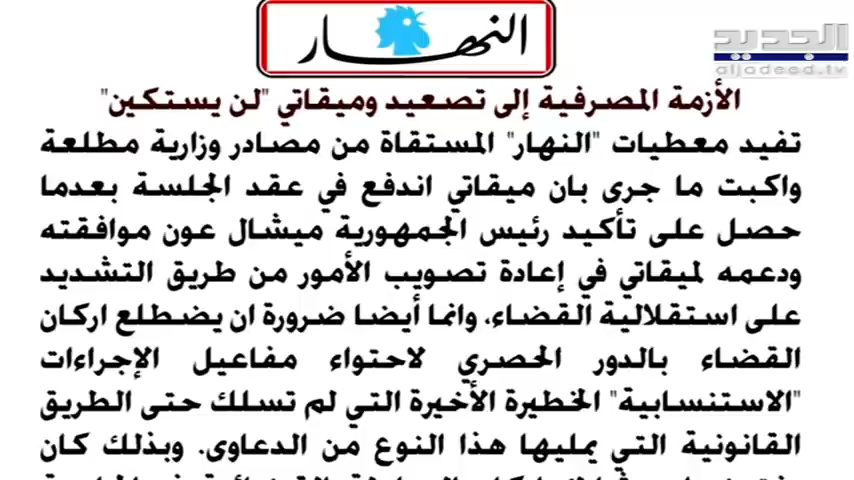 النهار
الجديد
aljadeed.tv
الأزمة المصرفية إلى تصعيد وميقاتي "لن يستكين"
تفيد معطيات "النهار" المستقاة من مصادر وزارية مطلعة
واكبت ما جرى بان ميقاتي اندفع في عقد الجلسة بعدما
حصل على تأكيد رئيس الجمهورية ميشال عون موافقته
ودعمه لميقاتي في إعادة تصويب الأمور من طريق التشديد
على استقلالية القضاء، وانما أيضا ضرورة ان يضطلع اركان
القضاء بالدور الحصري لاحتواء مفاعيل الإجراءات
"الاستنسابية" الخطيرة الأخيرة التي لم تسلك حتى الطريق
القانونية التي يمليها هذا النوع من الدعاوى. وبذلك كان